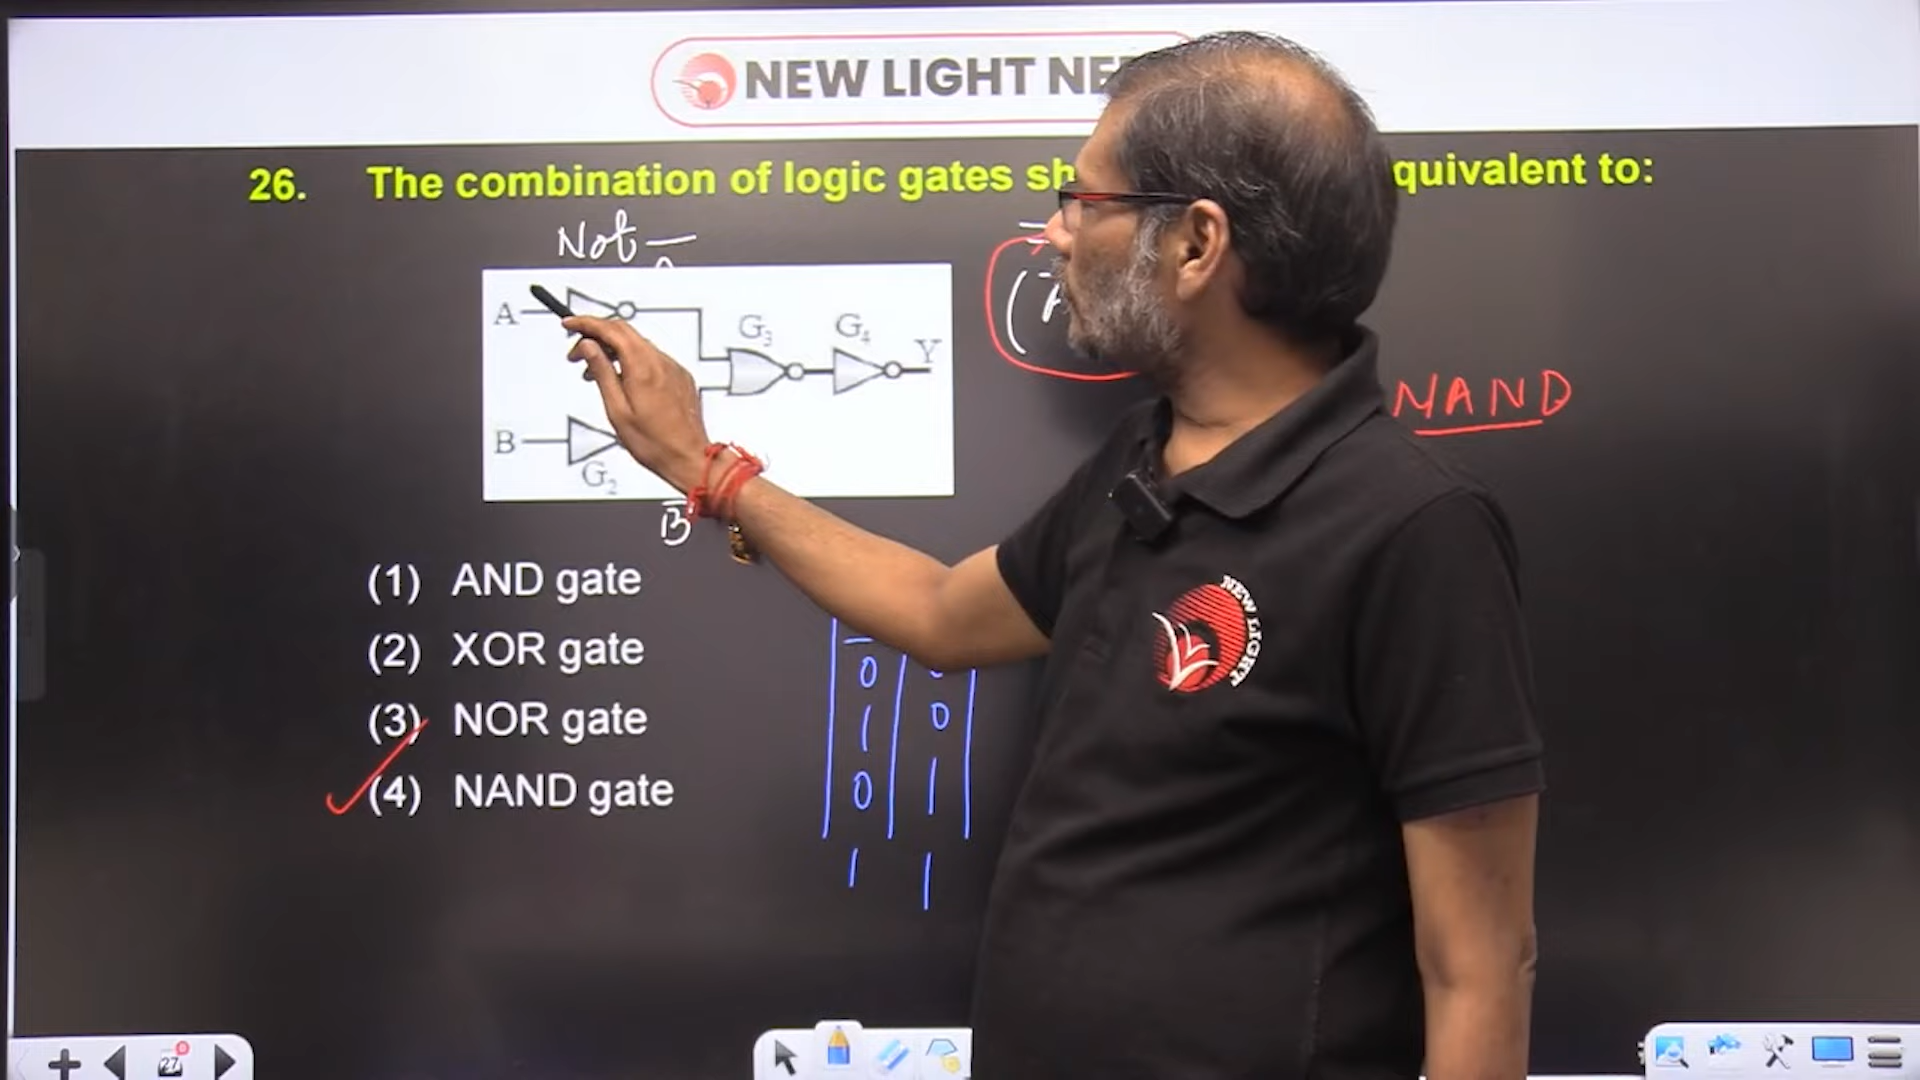 NEW LIGHT NE
26. The combination of logic gates sh quivalent to:
Not
A
G3
G4
Y
B
G2
B̅
NAND
(1) AND gate
(2) XOR gate
(3) NOR gate
(4) NAND gate
0
1 0
0 1
1 1
NEW LIGHT
27